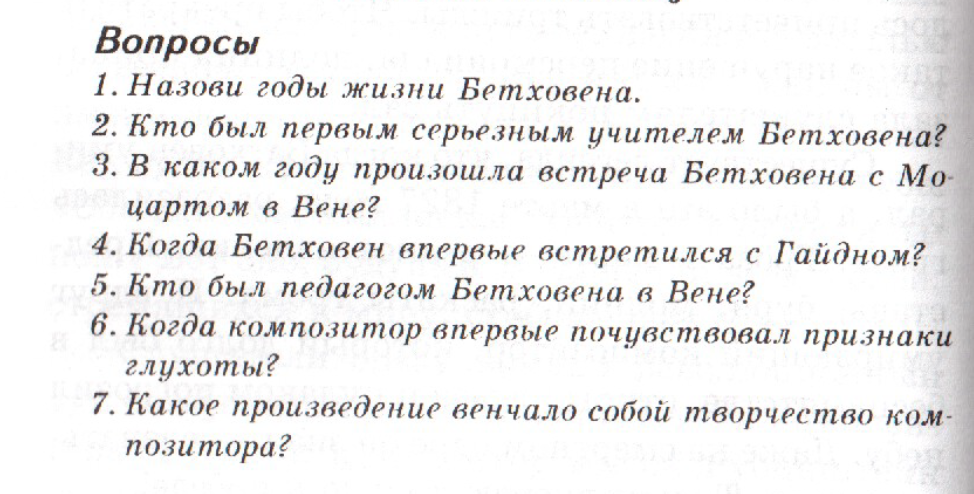 Вопросы
1. Назови годы жизни Бетховена.
2. Кто был первым серьезным учителем Бетховена?
3. В каком году произошла встреча Бетховена с Мо-
цартом в Вене?
4. Когда Бетховен впервые встретился с Гайдном?
5. Кто был педагогом Бетховена в Вене?
6. Когда композитор впервые почувствовал признаки
глухоты?
7. Какое произведение венчало собой творчество ком-
позитора?